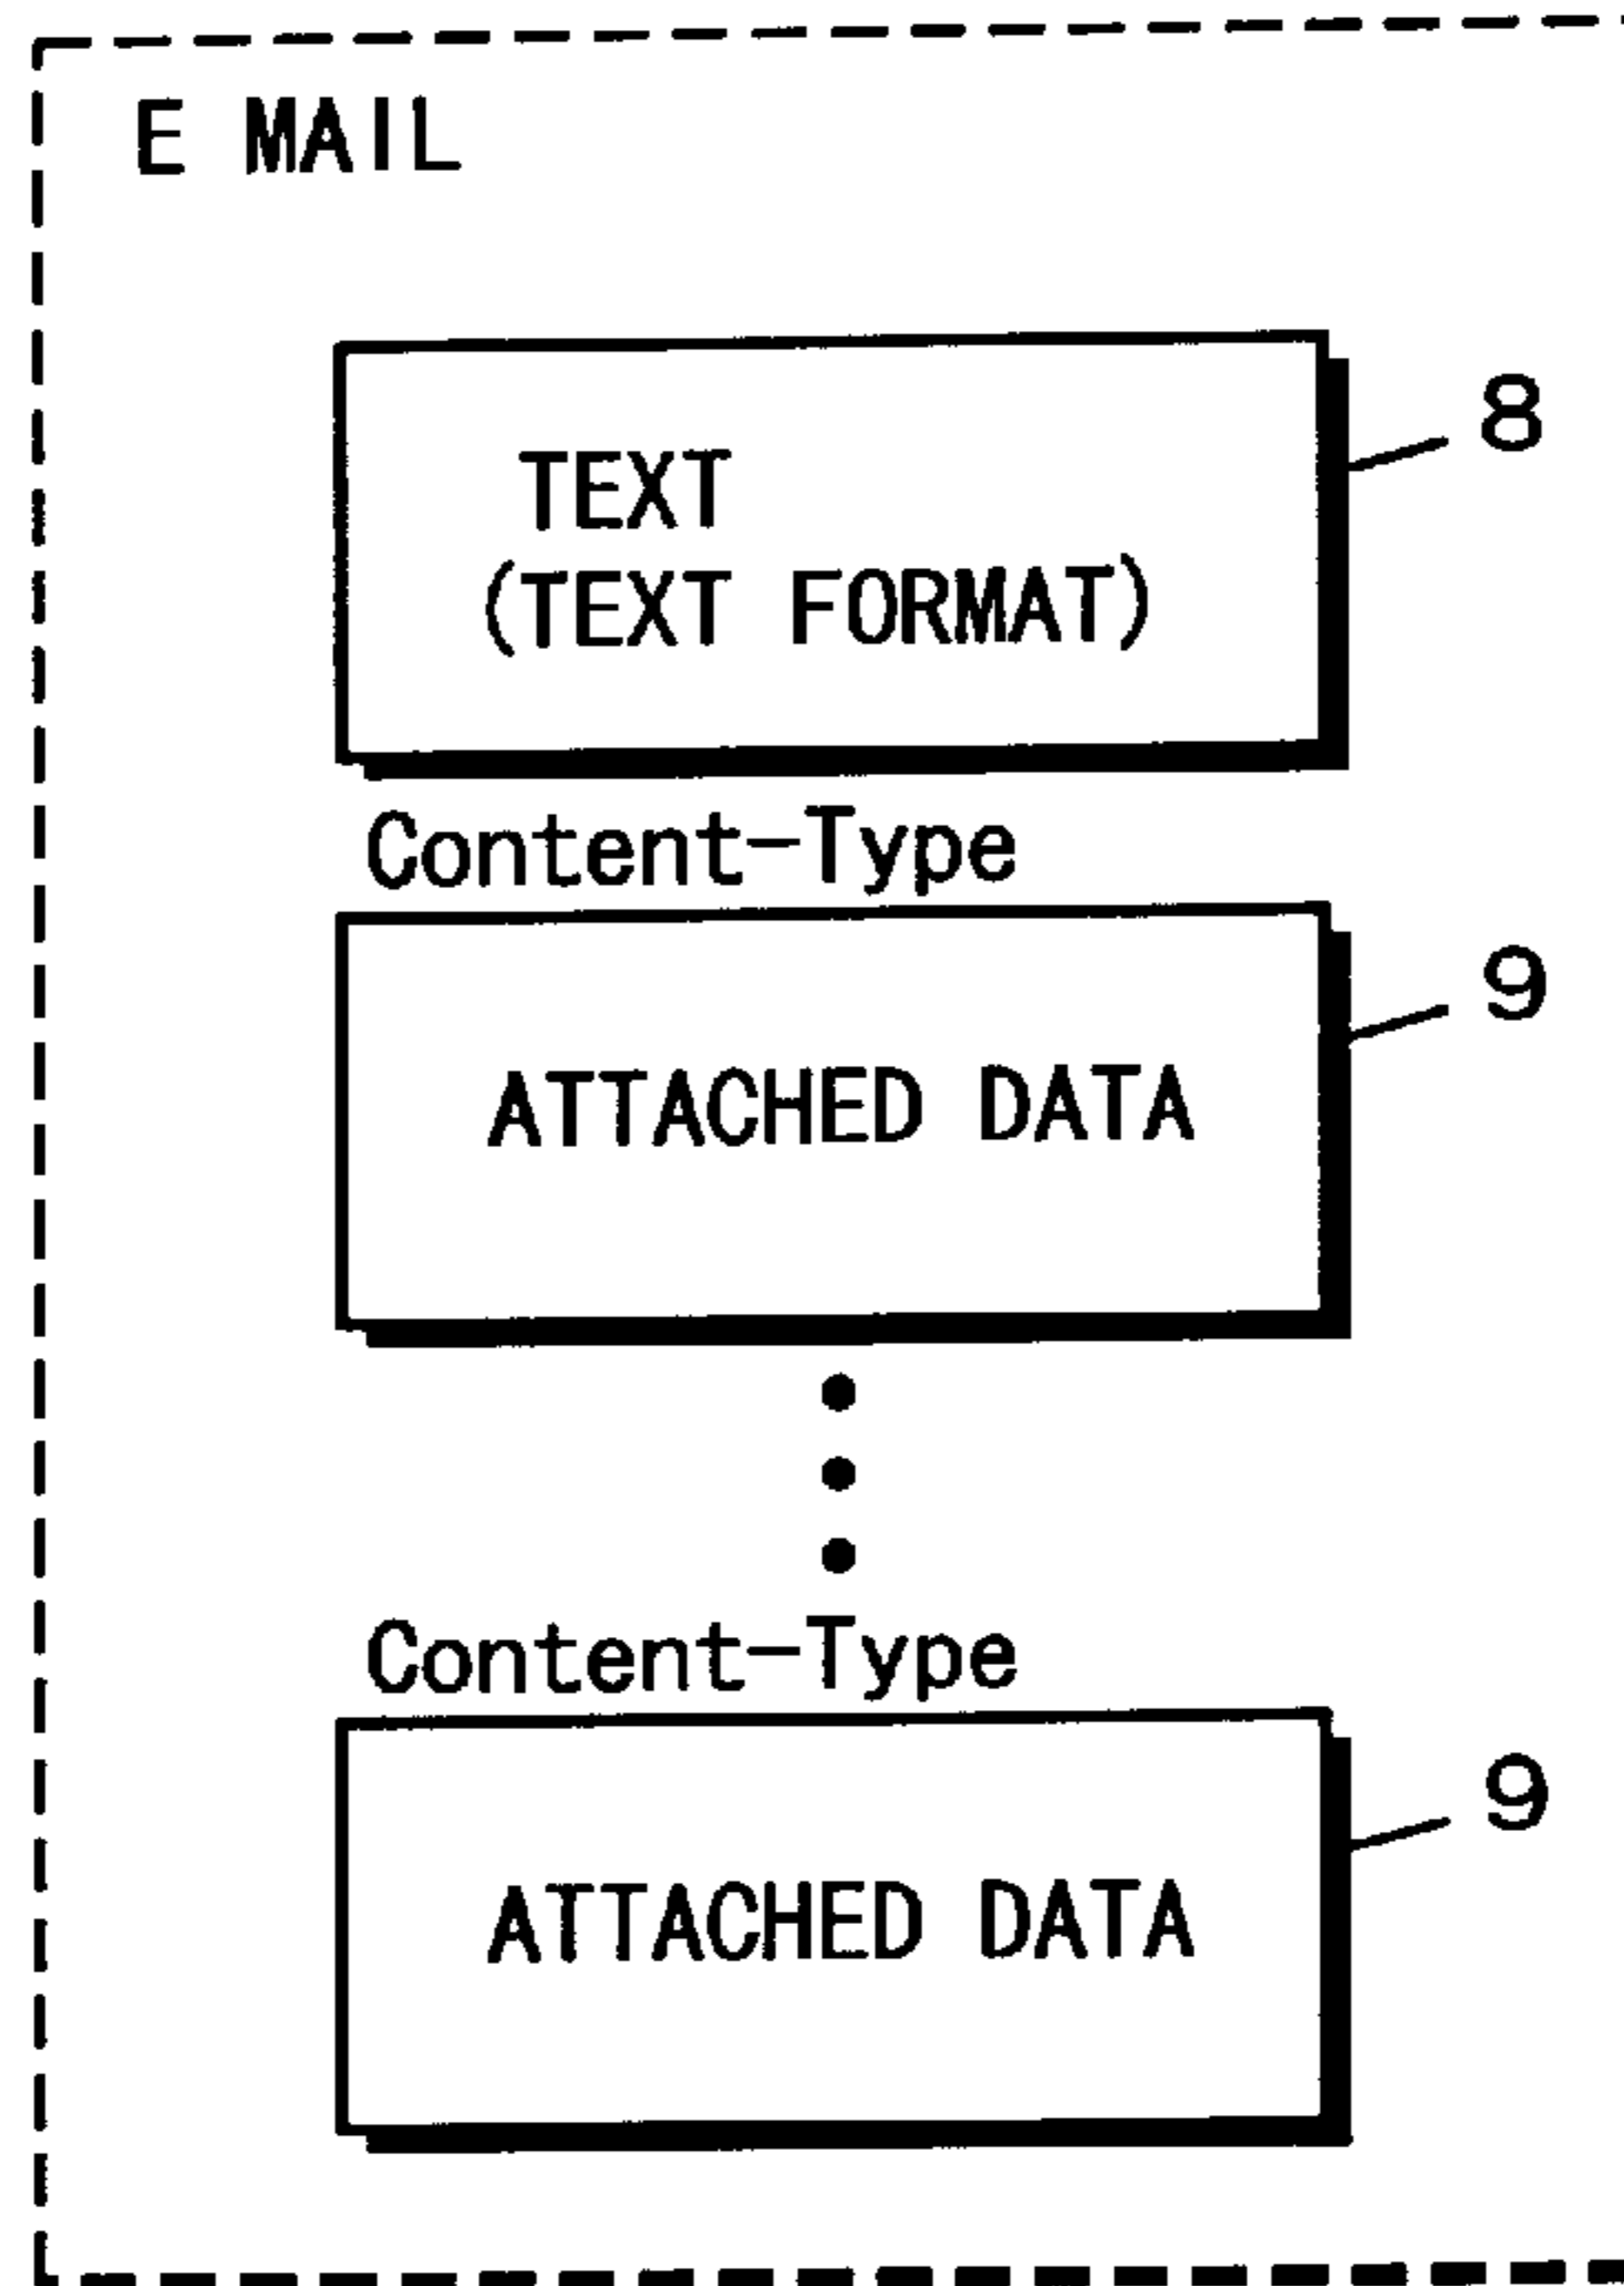 E MAIL
TEXT
(TEXT FORMAT)
8
Content-Type
ATTACHED DATA
9
Content-Type
ATTACHED DATA
9